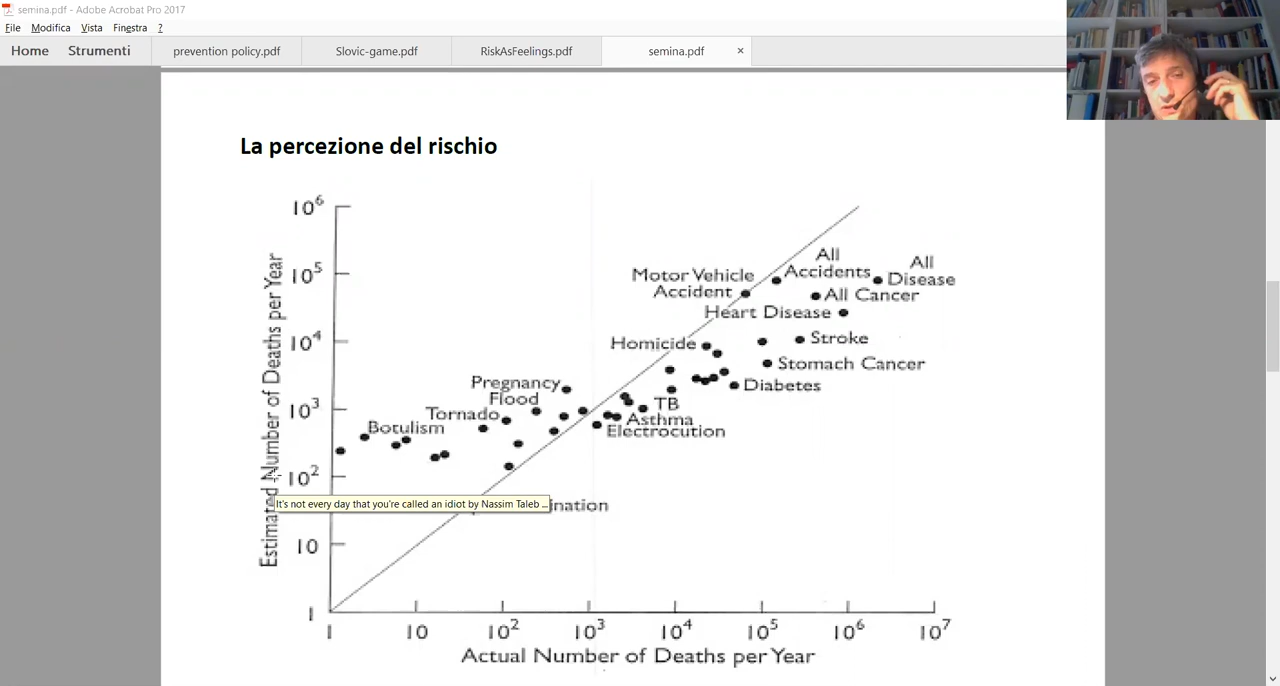 semina.pdf - Adobe Acrobat Pro 2017
File Modifica Vista Finestra ?
Home Strumenti prevention policy.pdf Slovic-game.pdf RiskAsFeelings.pdf semina.pdf ×
La percezione del rischio
Estimated Number of Deaths per Year
10⁶
10⁵
10⁴
10³
10²
10
1
All
Accidents
All
Disease
Motor Vehicle
Accident
All Cancer
Heart Disease
Homicide
Stroke
Stomach Cancer
Pregnancy
Diabetes
Flood
TB
Tornado
Asthma
Botulism
Electrocution
It's not every day that you're called an idiot by Nassim Taleb ...
ination
1 10 10² 10³ 10⁴ 10⁵ 10⁶ 10⁷
Actual Number of Deaths per Year